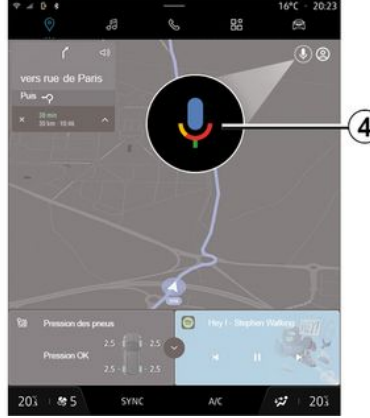 16°C - 20:23
vers rue de Paris
Puis
38 min
4
Pression des pneus
2.5 2.5
Pression OK
2.5 2.5
Hey I - Stephen Walking
20 5 SYNC A/C 20